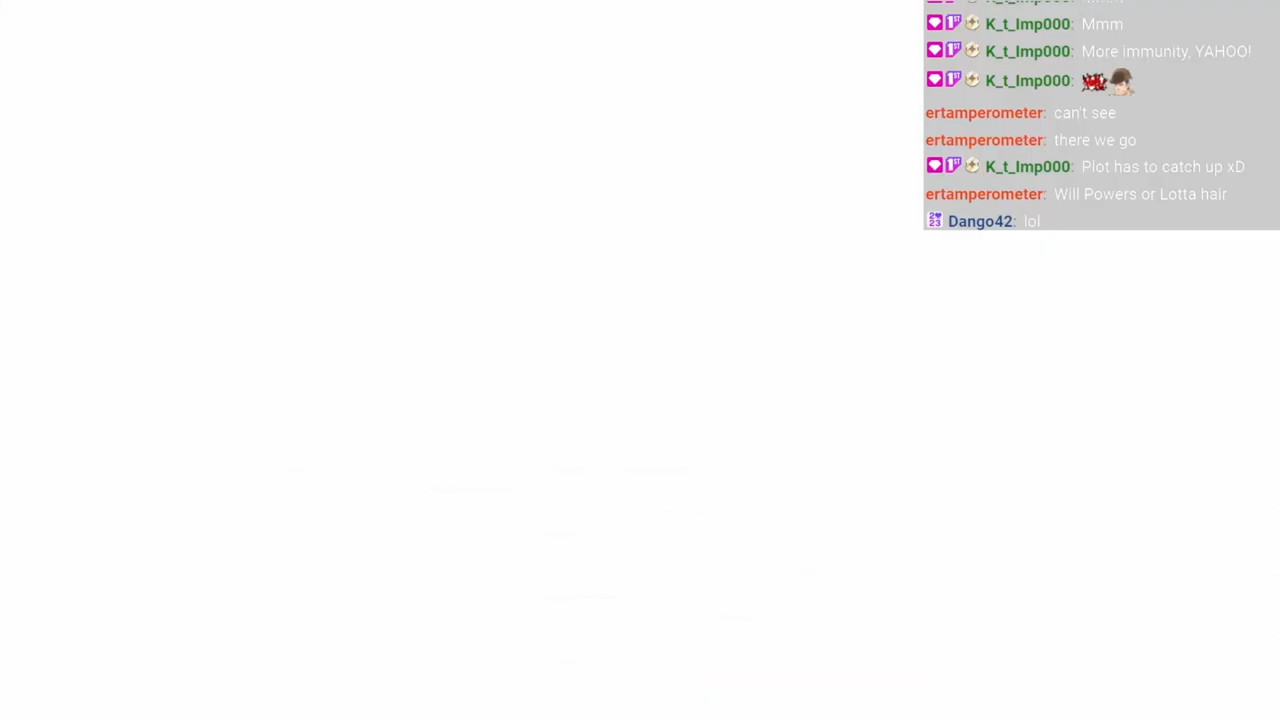 K_t_Imp000: Mmm
K_t_Imp000: More immunity, YAHOO!
K_t_Imp000:
ertamperometer: can't see
ertamperometer: there we go
K_t_Imp000: Plot has to catch up xD
ertamperometer: Will Powers or Lotta hair
Dango42: lol